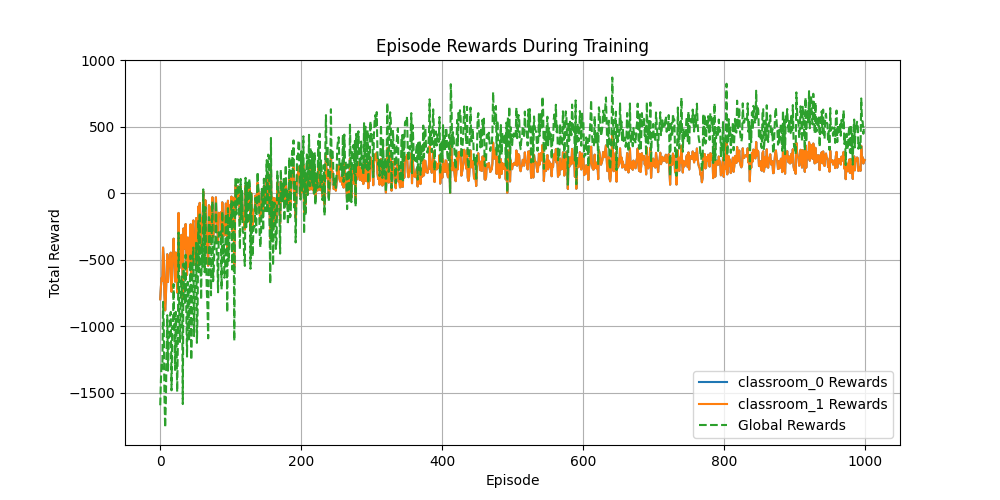 Episode Rewards During Training
Total Reward
1000
500
0
−500
−1000
−1500
classroom_0 Rewards
classroom_1 Rewards
Global Rewards
0 200 400 600 800 1000
Episode